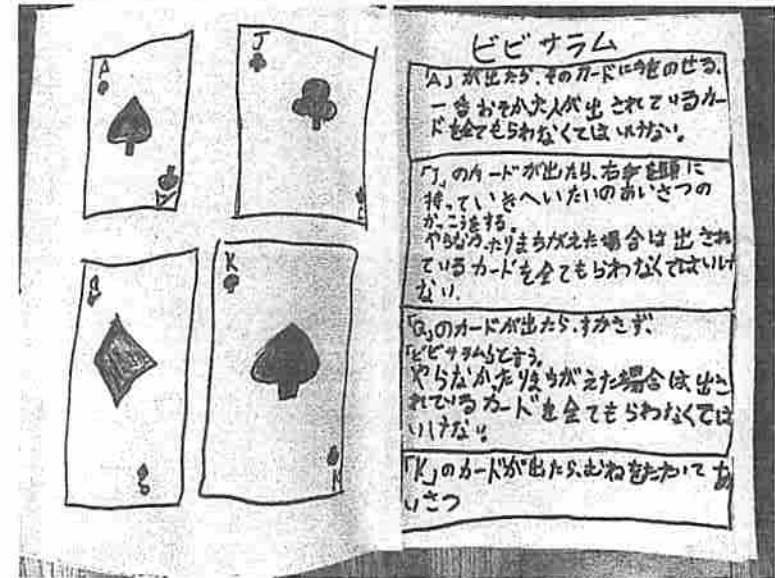 A
J
Q
K
ビビサラム
「A」が出たら、そのカードに手をのせる。
一番おそかった人が出されているカー
ドを全てもらわなくてはいけない。
「J」のカードが出たら、右手を頭に
持っていきへいたいのあいさつの
かっこうをする。
やらなかったりまちがえた場合は出され
ているカードを全てもらわなくてはいけ
ない。
「Q」のカードが出たら、すかさず、
「ビビサラム」と言う。
やらなかったりまちがえた場合は、出さ
れているカードを全てもらわなくては
いけない。
「K」のカードが出たら、むねをたたいてあ
いさつ